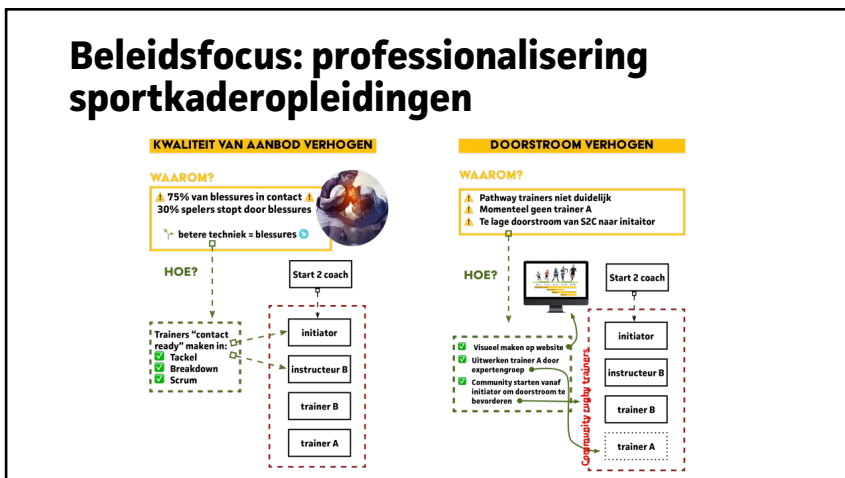 Beleidsfocus: professionalisering
sportkaderopleidingen
KWALITEIT VAN AANBOD VERHOGEN
WAAROM?
⚠ 75% van blessures in contact ⚠
30% spelers stopt door blessures
betere techniek = blessures
HOE?
Trainers “contact
ready” maken in:
✅ Tackel
✅ Breakdown
✅ Scrum
Start 2 coach
initiator
instructeur B
trainer B
trainer A
DOORSTROOM VERHOGEN
WAAROM?
⚠ Pathway trainers niet duidelijk
⚠ Momenteel geen trainer A
⚠ Te lage doorstroom van S2C naar initaitor
HOE?
✅ Visueel maken op website
✅ Uitwerken trainer A door
expertengroep
✅ Community starten vanaf
initiator om doorstroom te
bevorderen
Start 2 coach
Community rugby trainers
initiator
instructeur B
trainer B
trainer A